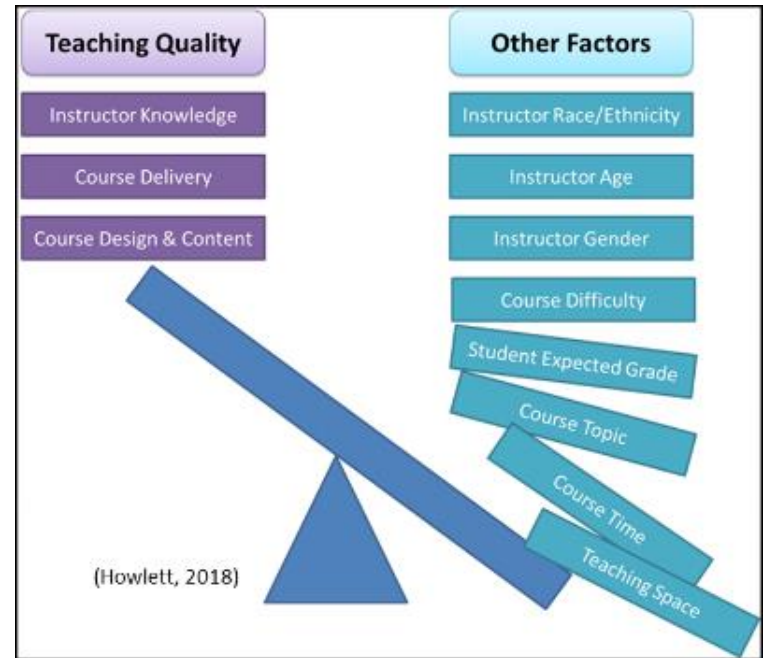 Teaching Quality
Instructor Knowledge
Course Delivery
Course Design & Content
Other Factors
Instructor Race/Ethnicity
Instructor Age
Instructor Gender
Course Difficulty
Student Expected Grade
Course Topic
Course Time
Teaching Space
(Howlett, 2018)